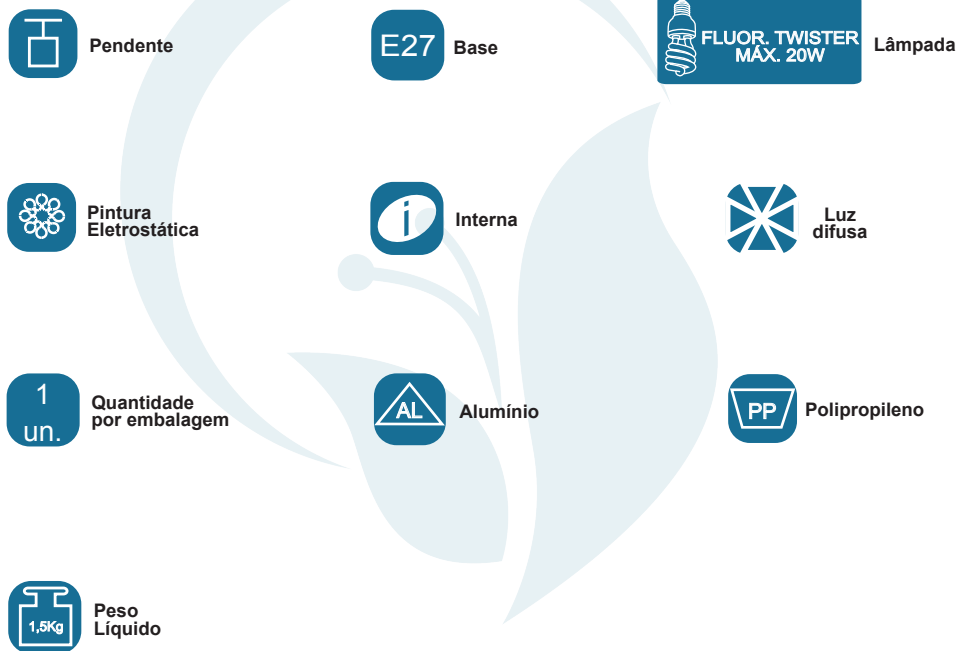 Pendente
E27
Base
FLUOR. TWISTER
MÁX. 20W
Lâmpada
Pintura
Eletrostática
i
Interna
Luz
difusa
1
un.
Quantidade
por embalagem
AL
Alumínio
PP
Polipropileno
1,5Kg
Peso
Líquido